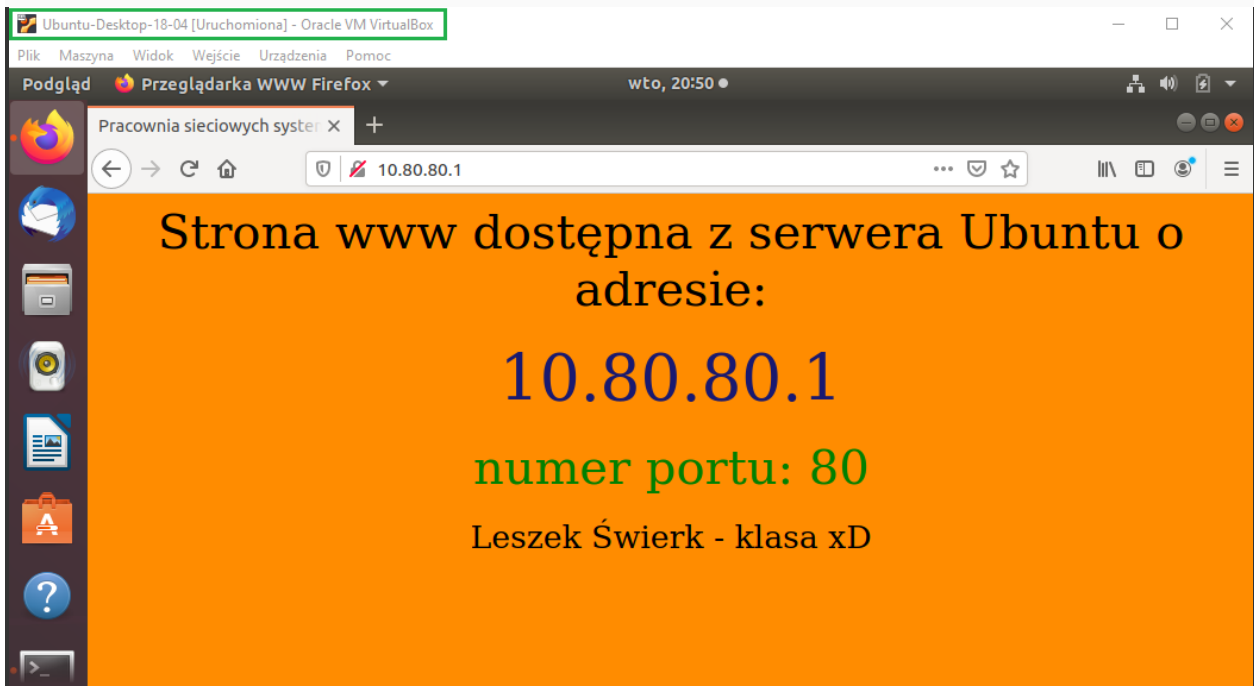 Ubuntu-Desktop-18-04 [Uruchomiona] - Oracle VM VirtualBox
Plik Maszyna Widok Wejście Urządzenia Pomoc
Podgląd Przeglądarka WWW Firefox wto, 20:50
Pracownia sieciowych syster
10.80.80.1
Strona www dostępna z serwera Ubuntu o
adresie:
10.80.80.1
numer portu: 80
Leszek Świerk - klasa xD